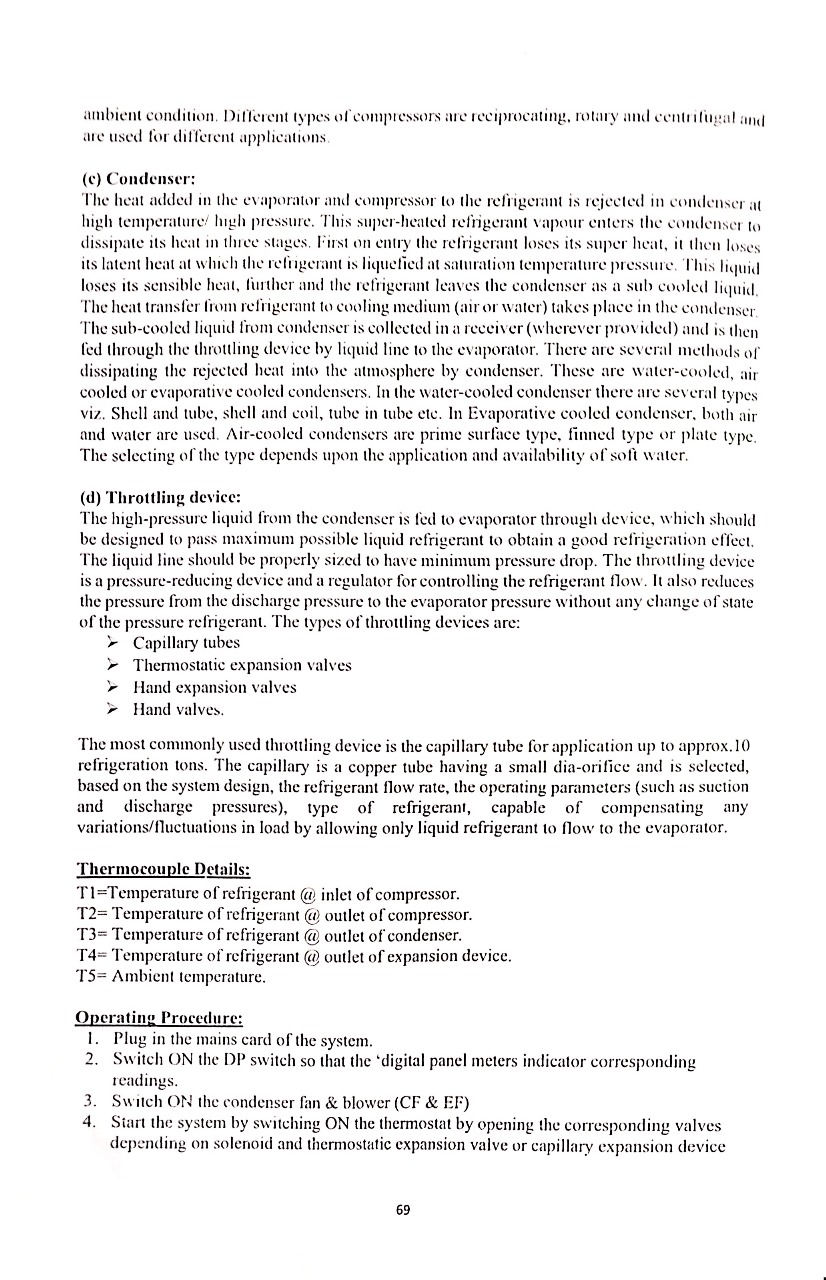 ambient condition. Different types of compressors are reciprocating, rotary and centrifugal and
are used for different applications.
(c) Condenser:
The heat added in the evaporator and compressor to the refrigerant is rejected in condenser at
high temperature/ high pressure. This super-heated refrigerant vapour enters the condenser to
dissipate its heat in three stages. First on entry the refrigerant loses its super heat, it then loses
its latent heat at which the refrigerant is liquefied at saturation temperature pressure. This liquid
loses its sensible heat, further and the refrigerant leaves the condenser as a sub cooled liquid.
The heat transfer from refrigerant to cooling medium (air or water) takes place in the condenser.
The sub-cooled liquid from condenser is collected in a receiver (wherever provided) and is then
fed through the throttling device by liquid line to the evaporator. There are several methods of
dissipating the rejected heat into the atmosphere by condenser. These are water-cooled, air
cooled or evaporative cooled condensers. In the water-cooled condenser there are several types
viz. Shell and tube, shell and coil, tube in tube etc. In Evaporative cooled condenser, both air
and water are used. Air-cooled condensers are prime surface type, finned type or plate type.
The selecting of the type depends upon the application and availability of soft water.
(d) Throttling device:
The high-pressure liquid from the condenser is fed to evaporator through device, which should
be designed to pass maximum possible liquid refrigerant to obtain a good refrigeration effect.
The liquid line should be properly sized to have minimum pressure drop. The throttling device
is a pressure-reducing device and a regulator for controlling the refrigerant flow. It also reduces
the pressure from the discharge pressure to the evaporator pressure without any change of state
of the pressure refrigerant. The types of throttling devices are:
➢ Capillary tubes
➢ Thermostatic expansion valves
➢ Hand expansion valves
➢ Hand valves.
The most commonly used throttling device is the capillary tube for application up to approx.10
refrigeration tons. The capillary is a copper tube having a small dia-orifice and is selected,
based on the system design, the refrigerant flow rate, the operating parameters (such as suction
and discharge pressures), type of refrigerant, capable of compensating any
variations/fluctuations in load by allowing only liquid refrigerant to flow to the evaporator.
Thermocouple Details:
T1=Temperature of refrigerant @ inlet of compressor.
T2= Temperature of refrigerant @ outlet of compressor.
T3= Temperature of refrigerant @ outlet of condenser.
T4= Temperature of refrigerant @ outlet of expansion device.
T5= Ambient temperature.
Operating Procedure:
1. Plug in the mains card of the system.
2. Switch ON the DP switch so that the ‘digital panel meters indicator corresponding
readings.
3. Switch ON the condenser fan & blower (CF & EF)
4. Start the system by switching ON the thermostat by opening the corresponding valves
depending on solenoid and thermostatic expansion valve or capillary expansion device
69